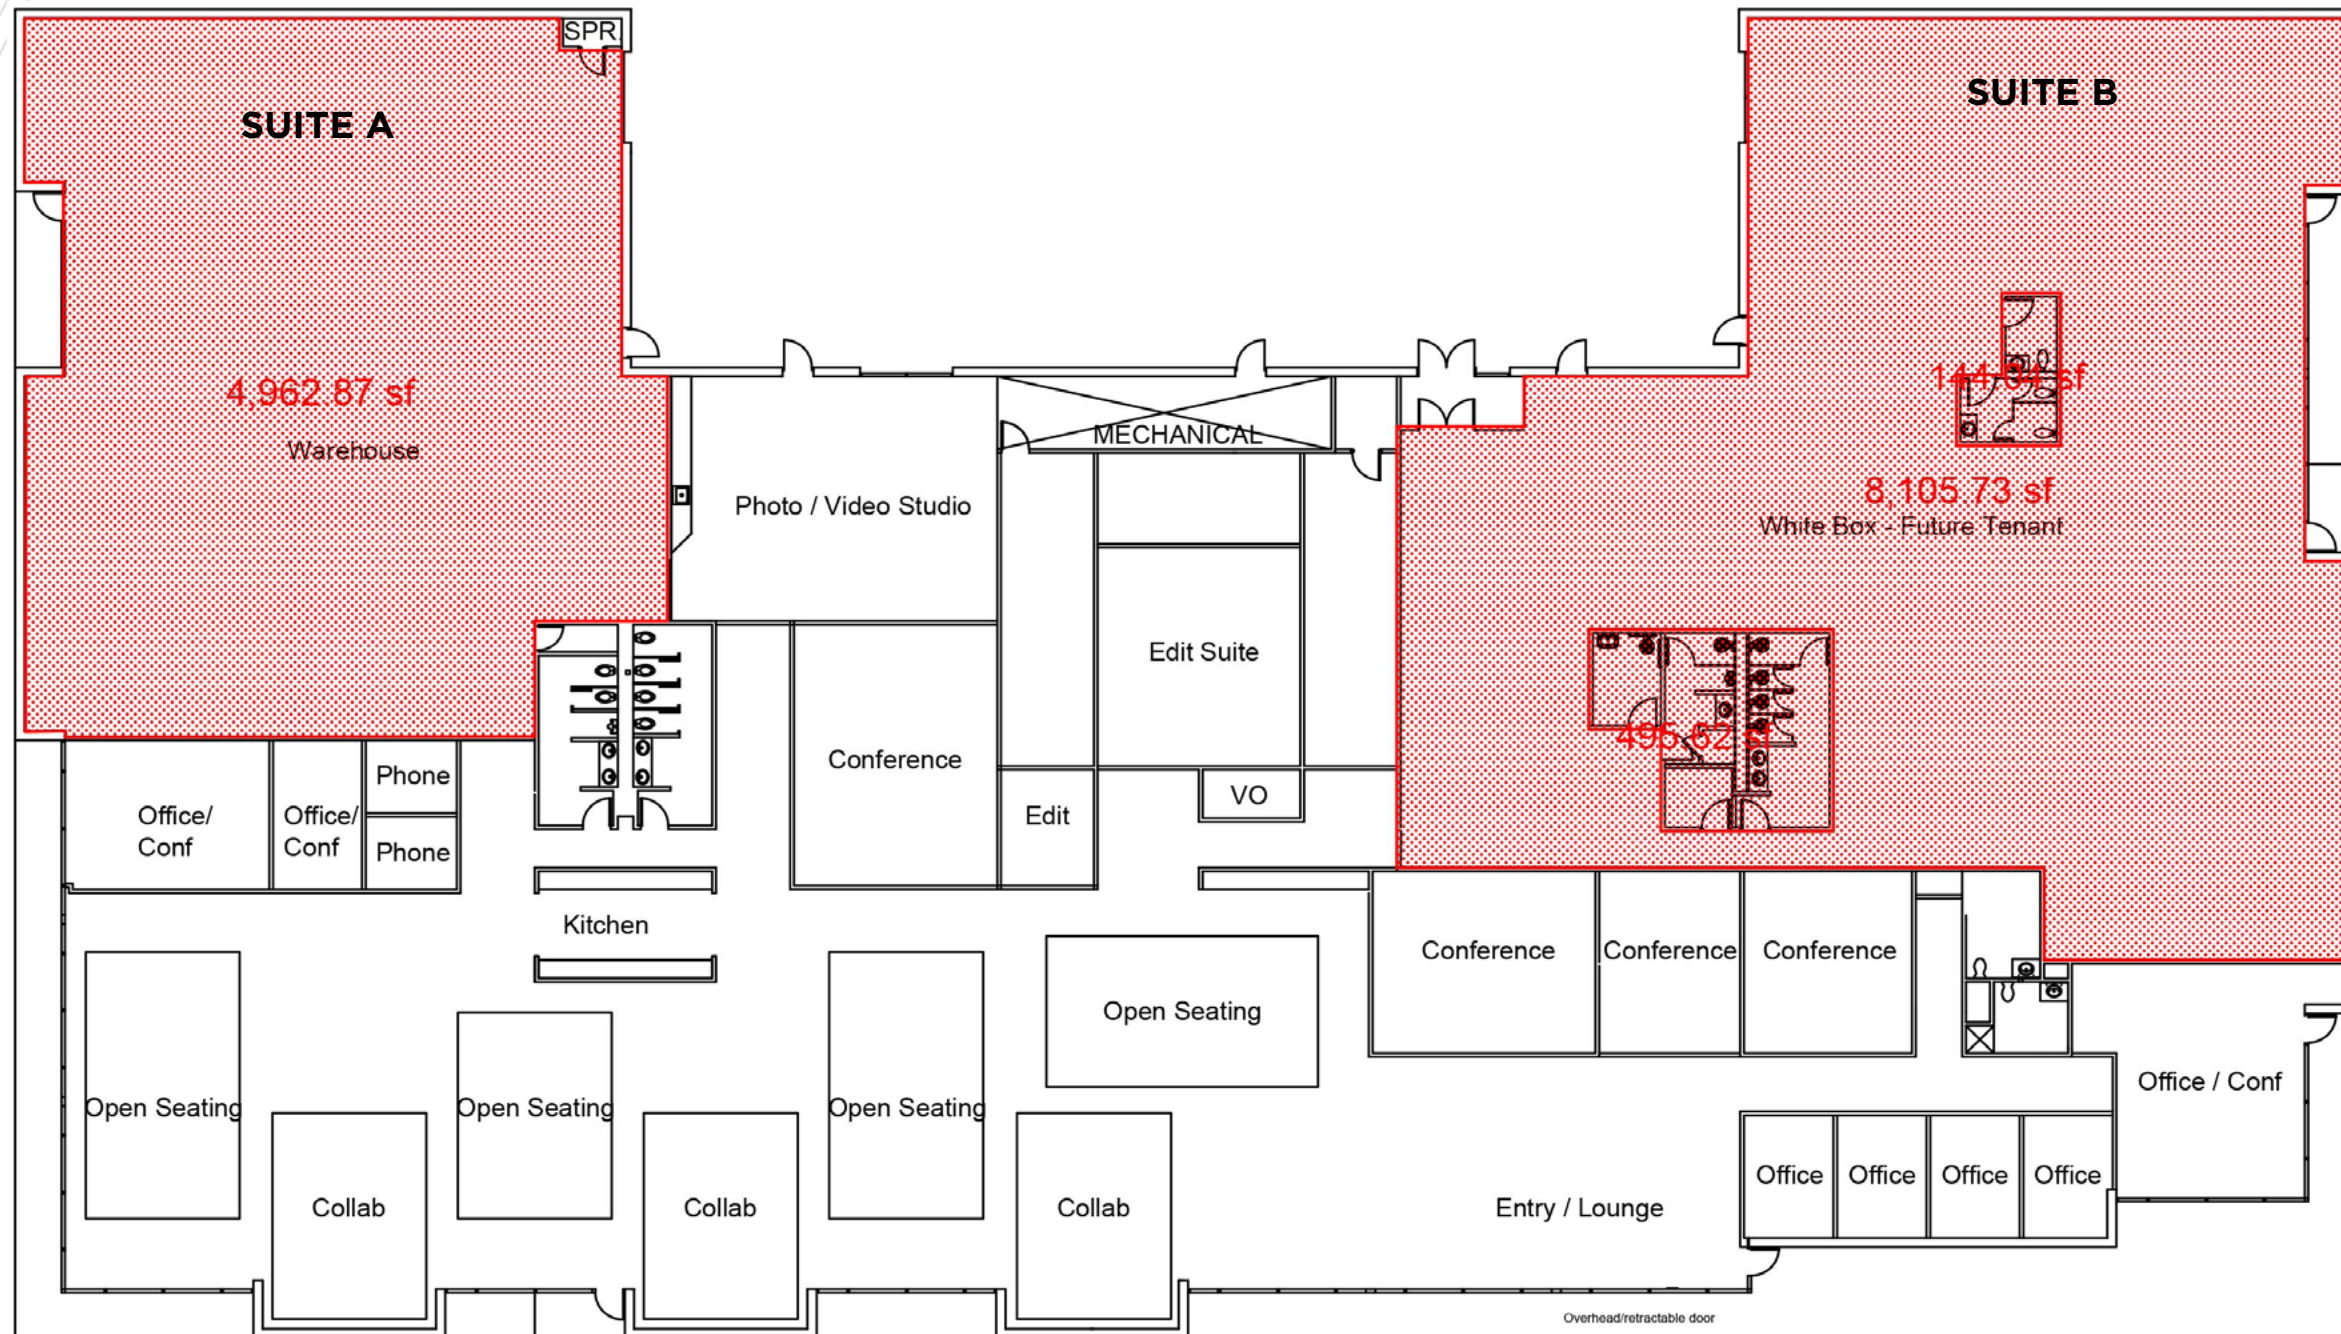 SPR.
SUITE A
SUITE B
4,962.87 sf
Warehouse
MECHANICAL
Photo / Video Studio
8,105.73 sf
White Box - Future Tenant
Edit Suite
Conference
Phone
Office/
Conf
Office/
Conf
Phone
VO
Edit
Kitchen
Conference
Conference
Conference
Open Seating
Office / Conf
Open Seating
Open Seating
Open Seating
Office
Office
Office
Office
Collab
Collab
Collab
Entry / Lounge
Overhead/retractable door